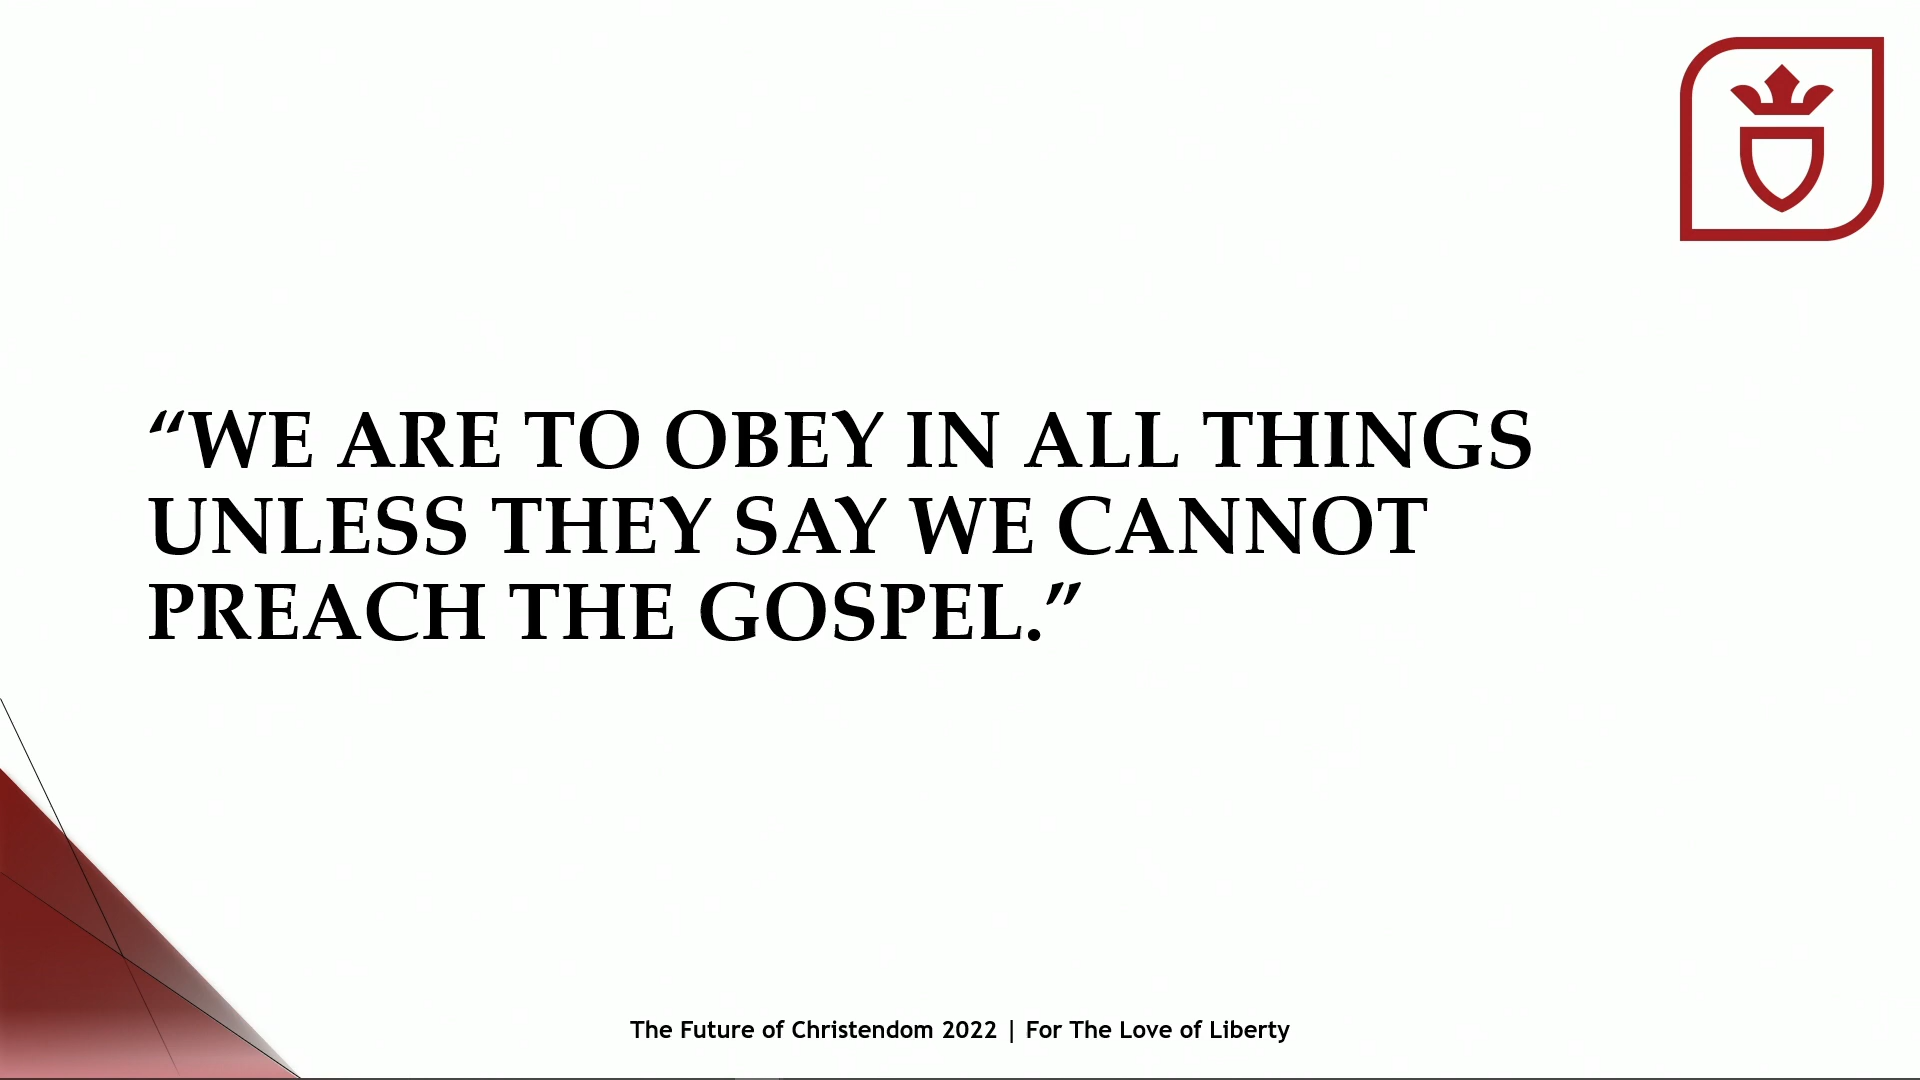 “WE ARE TO OBEY IN ALL THINGS
UNLESS THEY SAY WE CANNOT
PREACH THE GOSPEL.”
The Future of Christendom 2022 | For The Love of Liberty